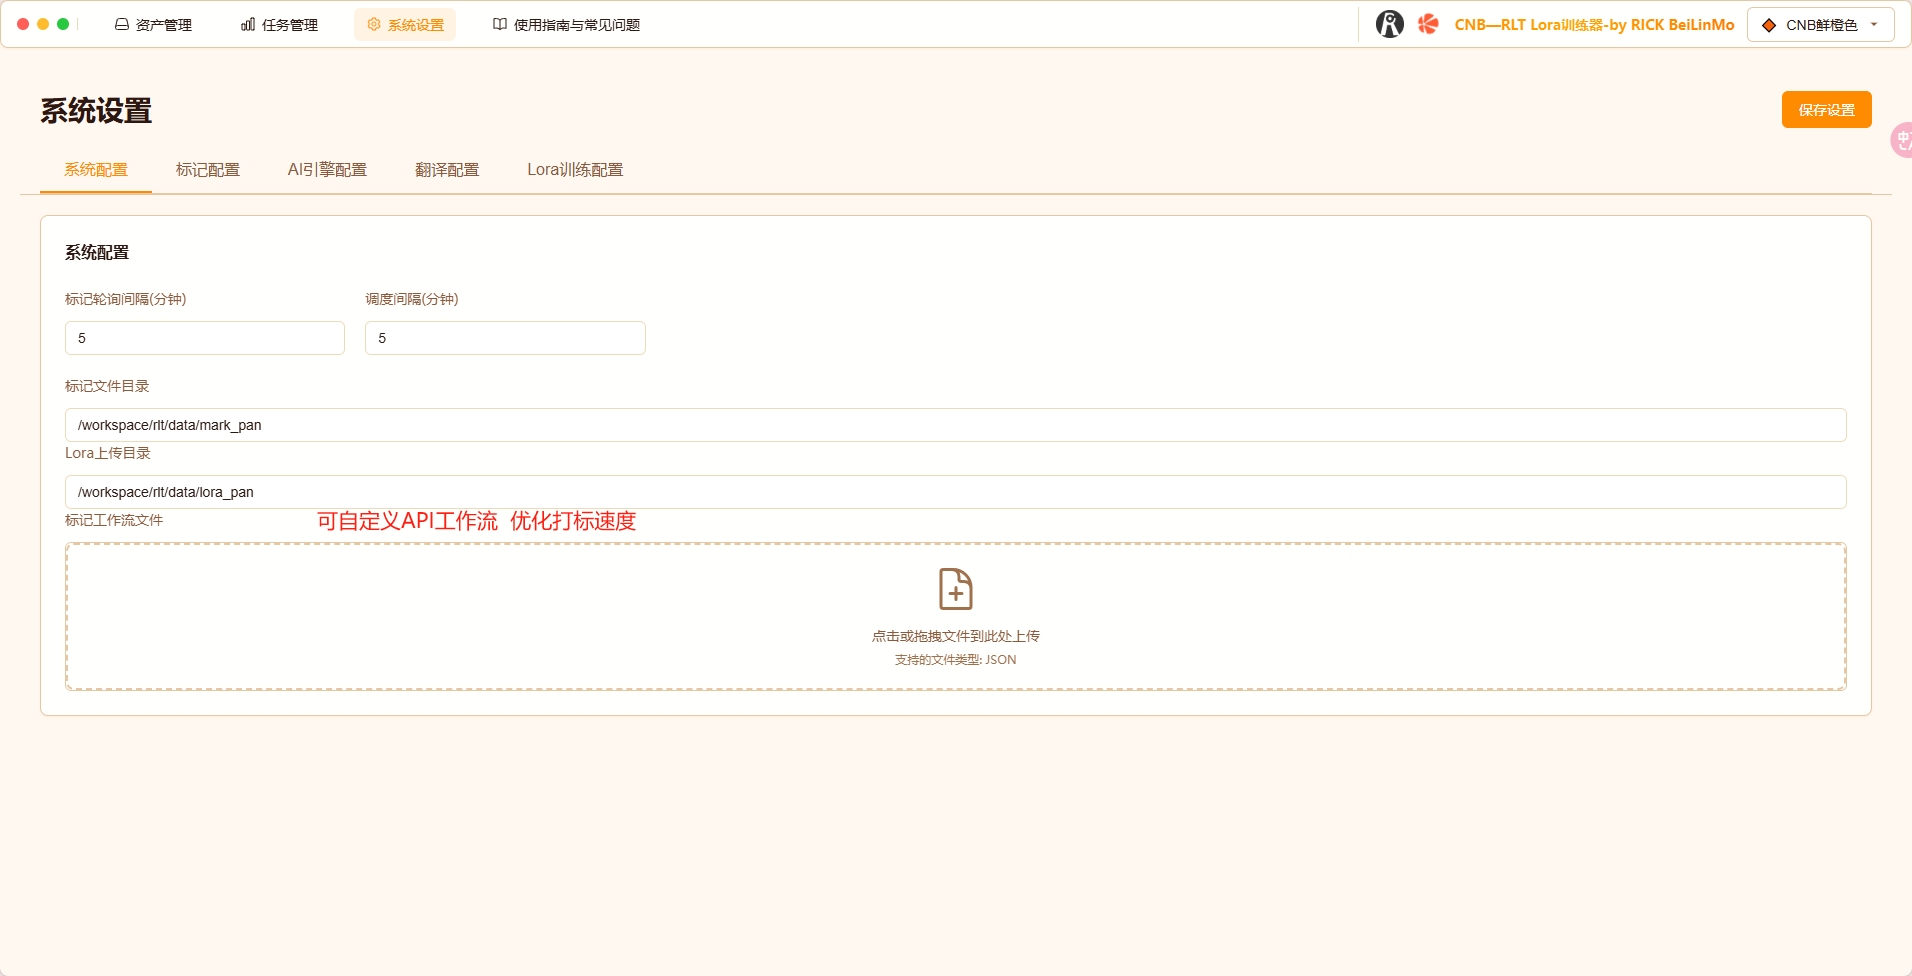 资产管理
任务管理
系统设置
使用指南与常见问题
CNB—RLT Lora训练器-by RICK BeiLinMo
CNB鲜橙色
系统设置
保存设置
系统配置
标记配置
AI引擎配置
翻译配置
Lora训练配置
系统配置
标记轮询间隔(分钟)
调度间隔(分钟)
5
5
标记文件目录
/workspace/rlt/data/mark_pan
Lora上传目录
/workspace/rlt/data/lora_pan
标记工作流文件
可自定义API工作流 优化打标速度
点击或拖拽文件到此处上传
支持的文件类型: JSON